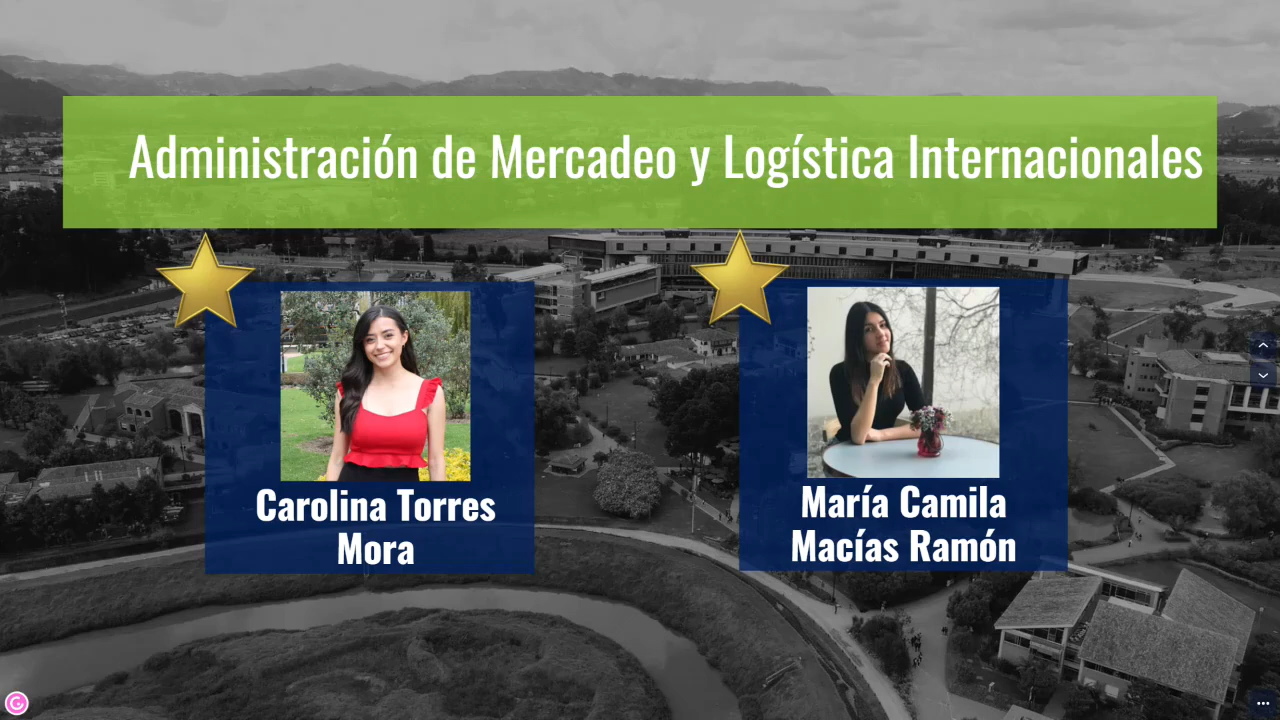 Administración de Mercadeo y Logística Internacionales
Carolina Torres
Mora
María Camila
Macías Ramón